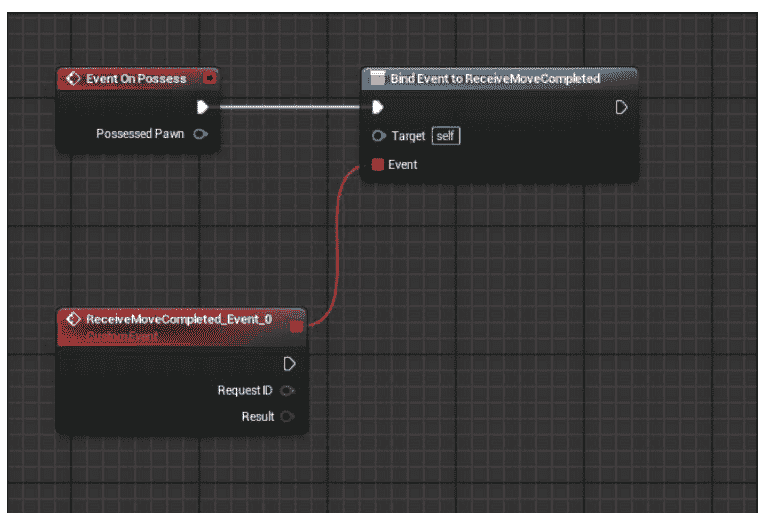 Event On Possess
Possessed Pawn
Bind Event to ReceiveMoveCompleted
Target self
Event
ReceiveMoveCompleted_Event_0
Custom Event
Request ID
Result